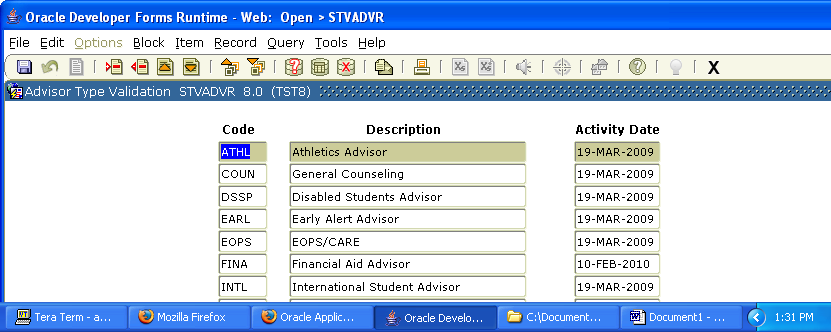 Oracle Developer Forms Runtime - Web: Open > STVADVR
File Edit Options Block Item Record Query Tools Help
X
Advisor Type Validation STVADVR 8.0 (TST8)
Code Description Activity Date
ATHL Athletics Advisor 19-MAR-2009
COUN General Counseling 19-MAR-2009
DSSP Disabled Students Advisor 19-MAR-2009
EARL Early Alert Advisor 19-MAR-2009
EOPS EOPS/CARE 19-MAR-2009
FINA Financial Aid Advisor 10-FEB-2010
INTL International Student Advisor 19-MAR-2009
Tera Term - a... Mozilla Firefox Oracle Applic... Oracle Develo... C:\Document... Document1 - ... 1:31 PM